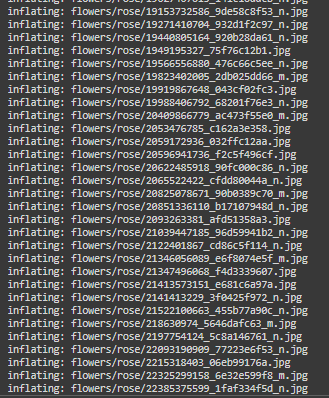 inflating: flowers/rose/19153732586_9de58c8f53_n.jpg
inflating: flowers/rose/19271410704_932d1f2c97_n.jpg
inflating: flowers/rose/19440805164_920b28da61_n.jpg
inflating: flowers/rose/1949195327_75f76c12b1.jpg
inflating: flowers/rose/19566556880_476c66c5ee_n.jpg
inflating: flowers/rose/19823402005_2db025dd66_m.jpg
inflating: flowers/rose/19919867648_043cf02fc3.jpg
inflating: flowers/rose/19988406792_68201f76e3_n.jpg
inflating: flowers/rose/20409866779_ac473f55e0_m.jpg
inflating: flowers/rose/2053476785_c162a3e358.jpg
inflating: flowers/rose/2059172936_032ffc12aa.jpg
inflating: flowers/rose/20596941736_f2c5f496cf.jpg
inflating: flowers/rose/20622485918_90fc000c86_n.jpg
inflating: flowers/rose/2065522422_cfdd80044a_n.jpg
inflating: flowers/rose/20825078671_90b0389c70_m.jpg
inflating: flowers/rose/20851336110_b17107948d_n.jpg
inflating: flowers/rose/2093263381_afd51358a3.jpg
inflating: flowers/rose/21039447185_96d59941b2_n.jpg
inflating: flowers/rose/2122401867_cd86c5f114_n.jpg
inflating: flowers/rose/21346056089_e6f8074e5f_m.jpg
inflating: flowers/rose/21347496068_f4d3339607.jpg
inflating: flowers/rose/21413573151_e681c6a97a.jpg
inflating: flowers/rose/2141413229_3f0425f972_n.jpg
inflating: flowers/rose/21522100663_455b77a90c_n.jpg
inflating: flowers/rose/218630974_5646dafc63_m.jpg
inflating: flowers/rose/2197754124_5c8a146761_n.jpg
inflating: flowers/rose/22093190909_77223e6f53_n.jpg
inflating: flowers/rose/2215318403_06eb99176a.jpg
inflating: flowers/rose/22325299158_6e32e599f8_m.jpg
inflating: flowers/rose/22385375599_1faf334f5d_n.jpg